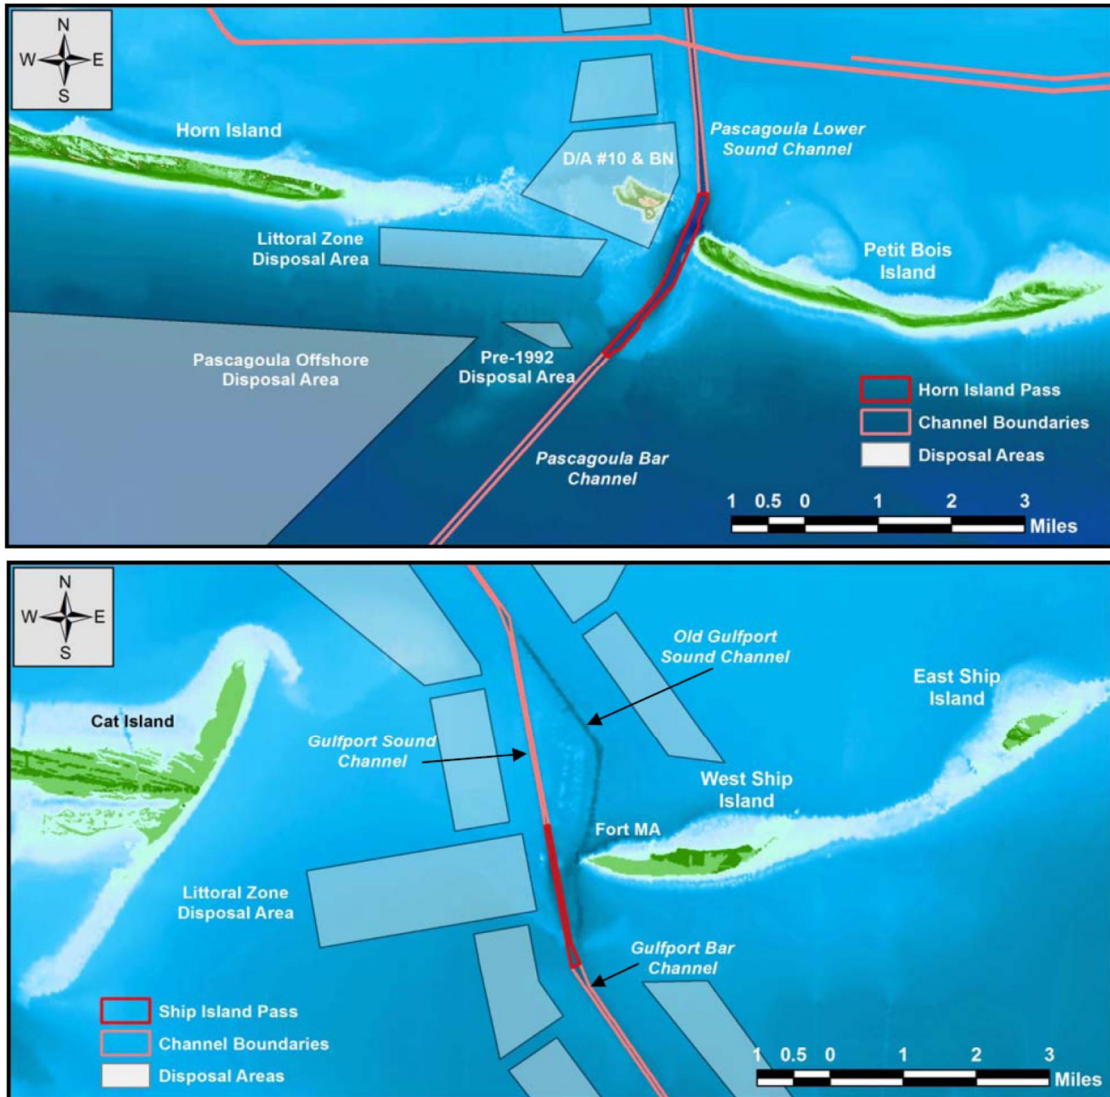 N
W E
S
Horn Island
D/A #10 & BN
Pascagoula Lower
Sound Channel
Littoral Zone
Disposal Area
Petit Bois
Island
Pascagoula Offshore
Disposal Area
Pre-1992
Disposal Area
Pascagoula Bar
Channel
Horn Island Pass
Channel Boundaries
Disposal Areas
1 0.5 0 1 2 3
Miles
N
W E
S
Old Gulfport
Sound Channel
East Ship
Island
Cat Island
Gulfport Sound
Channel
West Ship
Island
Fort MA
Littoral Zone
Disposal Area
Gulfport Bar
Channel
Ship Island Pass
Channel Boundaries
Disposal Areas
1 0.5 0 1 2 3
Miles